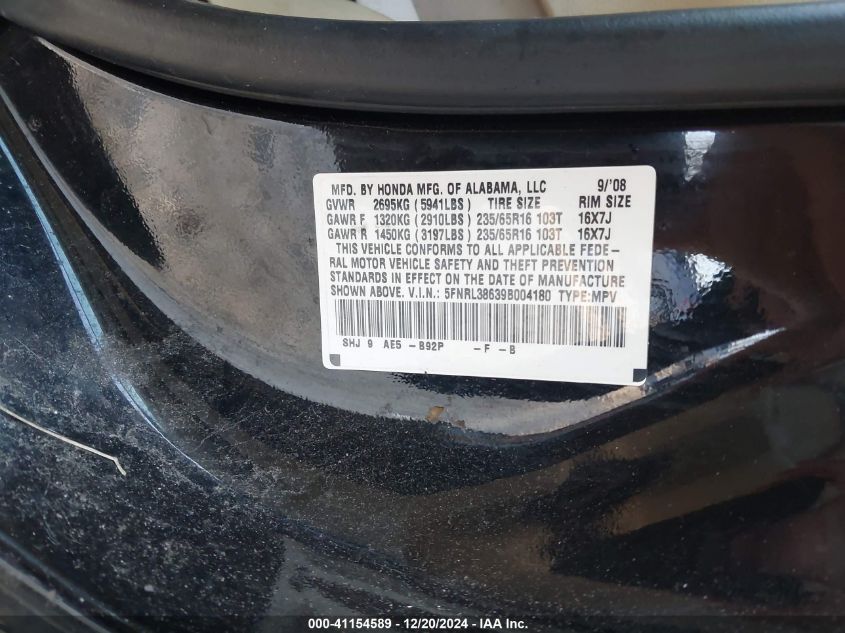 MFD. BY HONDA MFG. OF ALABAMA, LLC 9/'08
GVWR 2695KG (5941LBS) TIRE SIZE RIM SIZE
GAWR F 1320KG (2910LBS) 235/65R16 103T 16X7J
GAWR R 1450KG (3197LBS) 235/65R16 103T 16X7J
THIS VEHICLE CONFORMS TO ALL APPLICABLE FEDE-
RAL MOTOR VEHICLE SAFETY AND THEFT PREVENTION
STANDARDS IN EFFECT ON THE DATE OF MANUFACTURE
SHOWN ABOVE. V.I.N.: 5FNRL38639B004180 TYPE:MPV
SHJ 9 AE5 -B92P -F -B
000-41154589 - 12/20/2024 - 1 - F - B